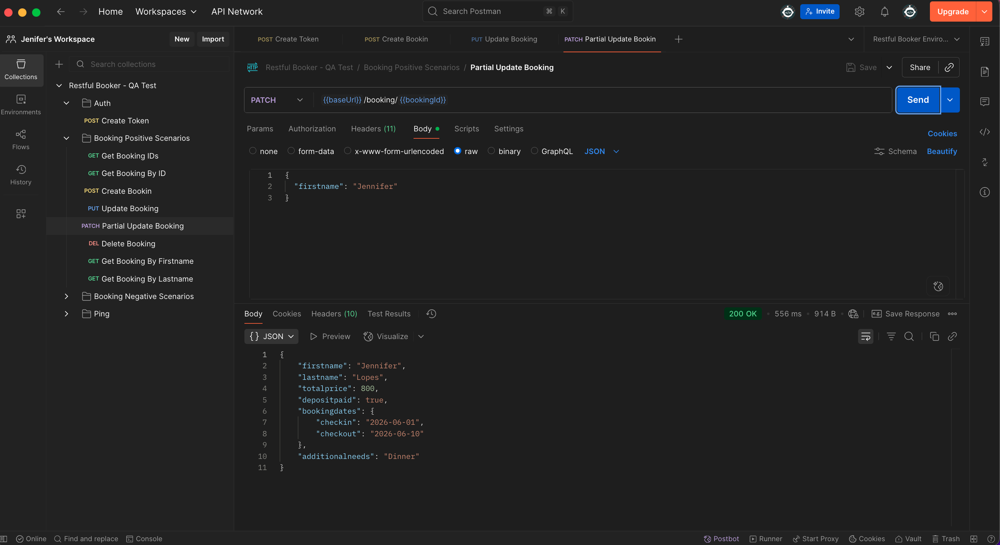 Home Workspaces API Network Search Postman ⌘ K Invite Upgrade
Jenifer's Workspace New Import
POST Create Token POST Create Bookin PUT Update Booking PATCH Partial Update Bookin Restful Booker Enviro...
Collections
Environments
Flows
History
Search collections
Restful Booker - QA Test
Auth
POST Create Token
Booking Positive Scenarios
GET Get Booking IDs
GET Get Booking By ID
POST Create Bookin
PUT Update Booking
PATCH Partial Update Booking
DEL Delete Booking
GET Get Booking By Firstname
GET Get Booking By Lastname
Booking Negative Scenarios
Ping
HTTP Restful Booker - QA Test / Booking Positive Scenarios / Partial Update Booking Save Share
PATCH {{baseUrl}}/booking/{{bookingId}} Send
Params Authorization Headers (11) Body Scripts Settings Cookies
none form-data x-www-form-urlencoded raw binary GraphQL JSON Schema Beautify
1 {
2 "firstname": "Jennifer"
3 }
Body Cookies Headers (10) Test Results 200 OK • 556 ms • 914 B • e.g. Save Response
{} JSON Preview Visualize
1 {
2 "firstname": "Jennifer",
3 "lastname": "Lopes",
4 "totalprice": 800,
5 "depositpaid": true,
6 "bookingdates": {
7 "checkin": "2026-06-01",
8 "checkout": "2026-06-10"
9 },
10 "additionalneeds": "Dinner"
11 }
Online Find and replace Console Postbot Runner Start Proxy Cookies Vault Trash